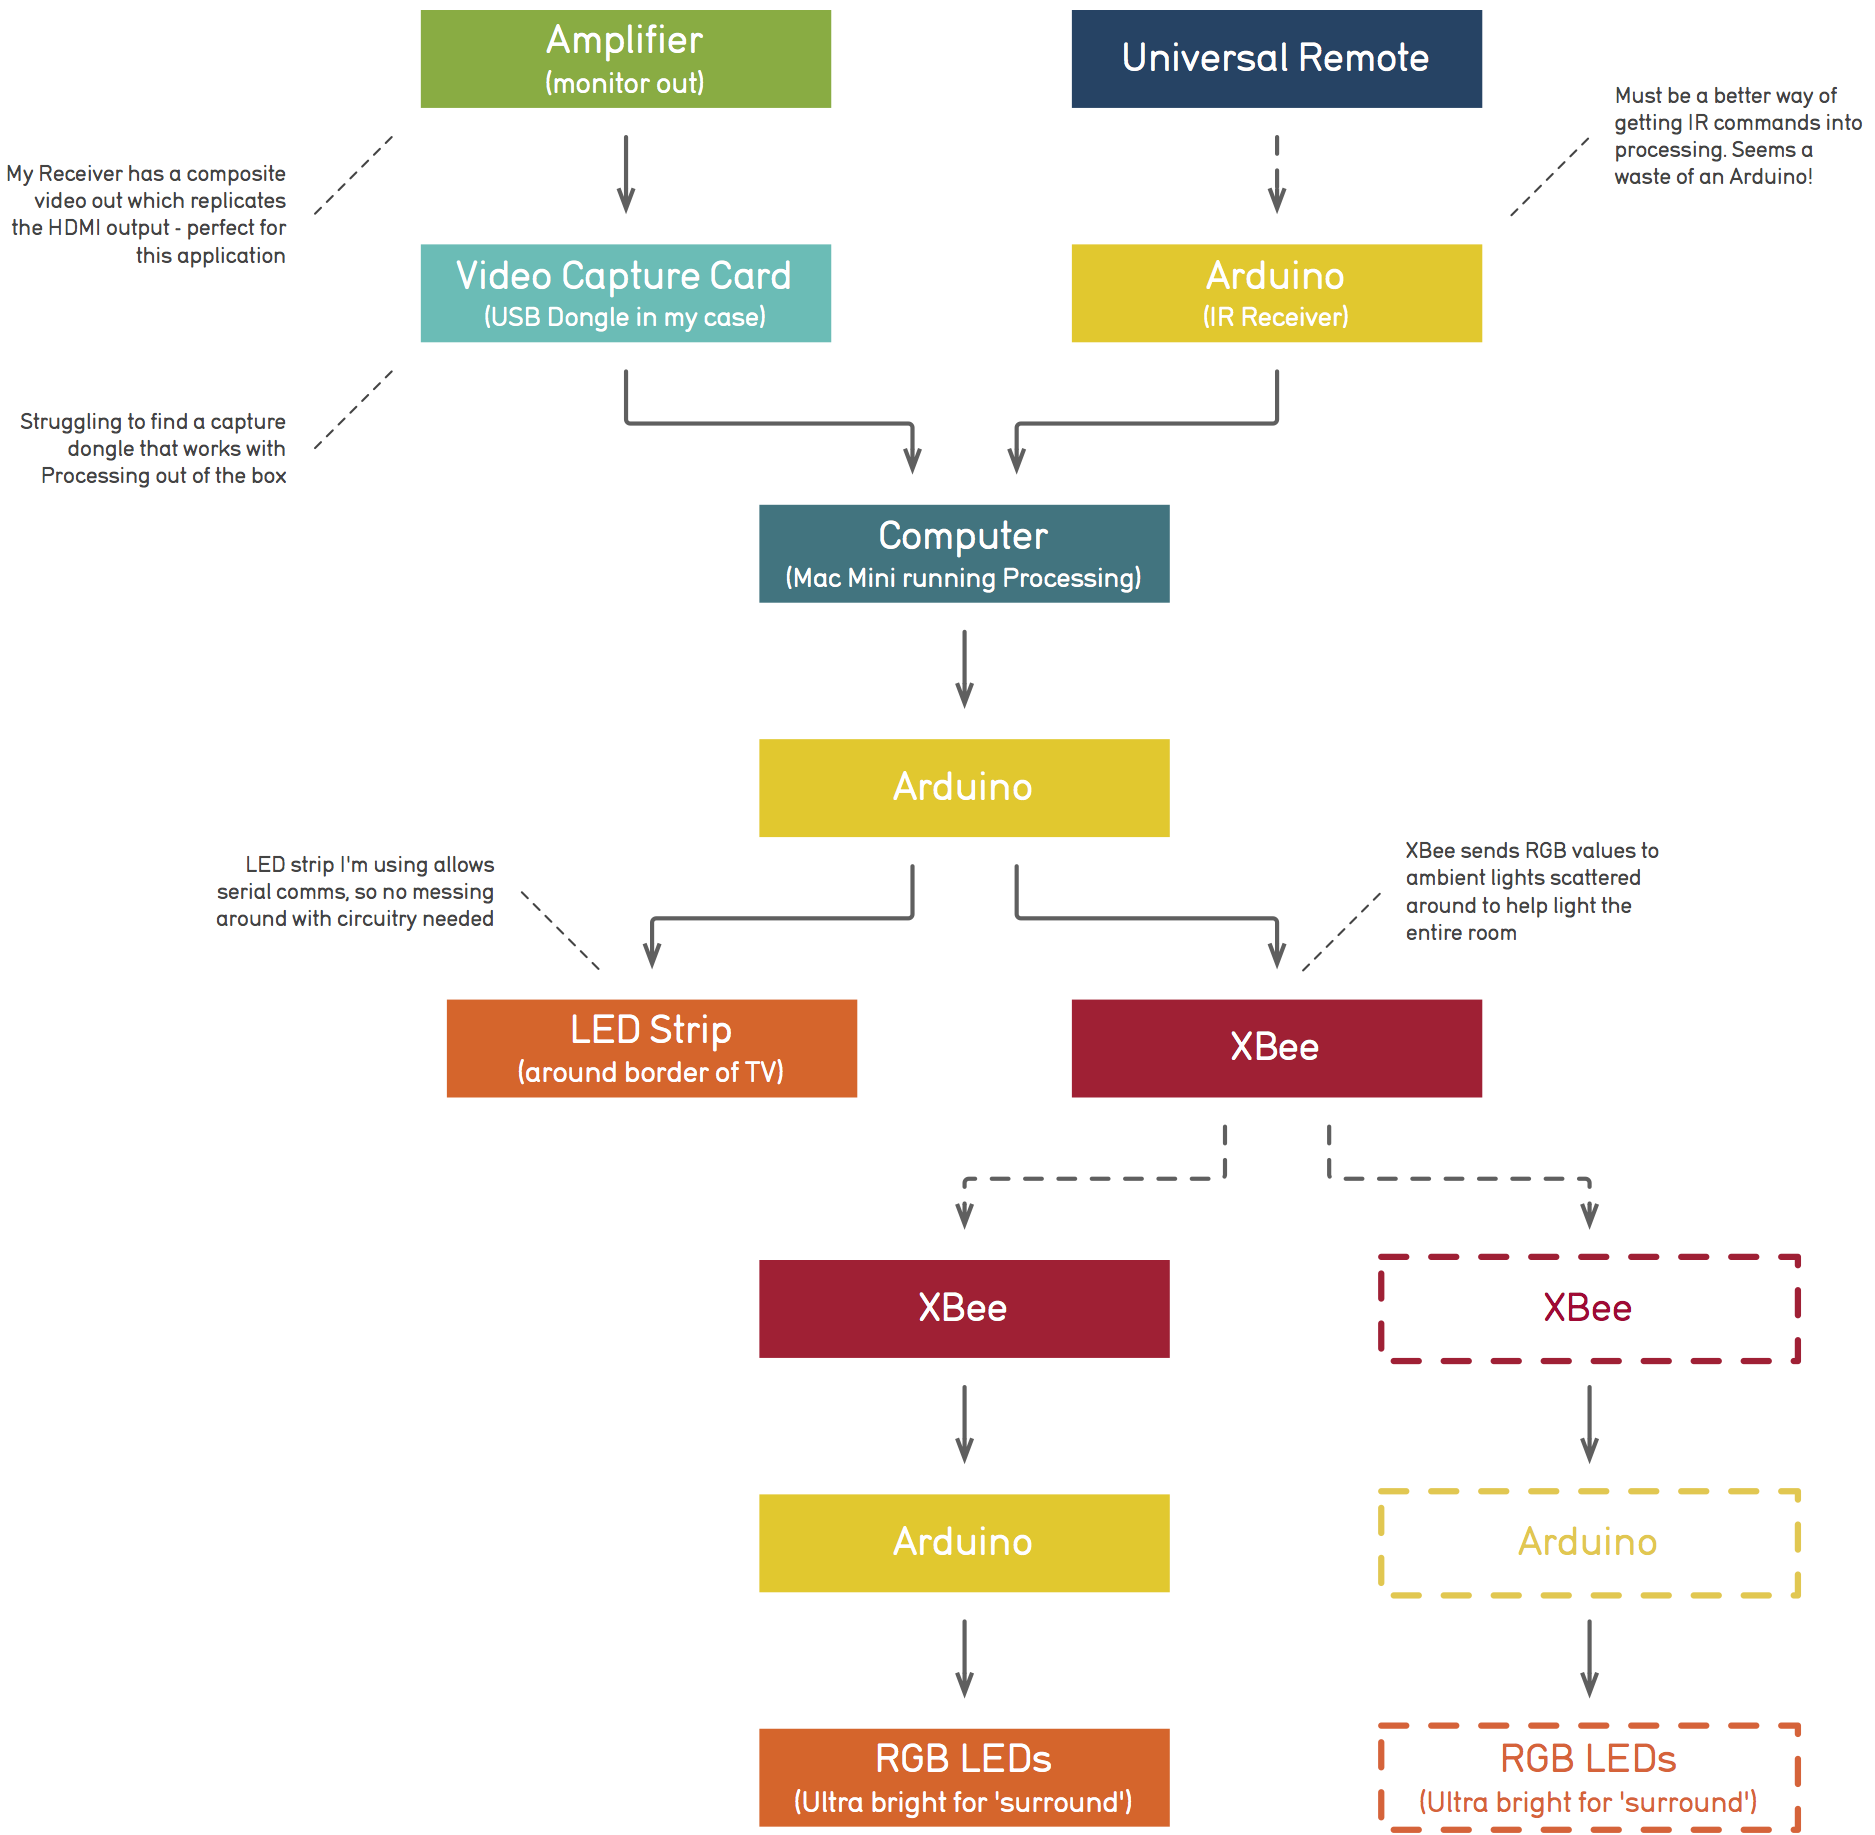 Amplifier
(monitor out)
Universal Remote
Must be a better way of
getting IR commands into
processing. Seems a
waste of an Arduino!
My Receiver has a composite
video out which replicates
the HDMI output - perfect for
this application
Video Capture Card
(USB Dongle in my case)
Arduino
(IR Receiver)
Struggling to find a capture
dongle that works with
Processing out of the box
Computer
(Mac Mini running Processing)
Arduino
LED strip I'm using allows
serial comms, so no messing
around with circuitry needed
XBee sends RGB values to
ambient lights scattered
around to help light the
entire room
LED Strip
(around border of TV)
XBee
XBee
XBee
Arduino
Arduino
RGB LEDs
(Ultra bright for 'surround')
RGB LEDs
(Ultra bright for 'surround')